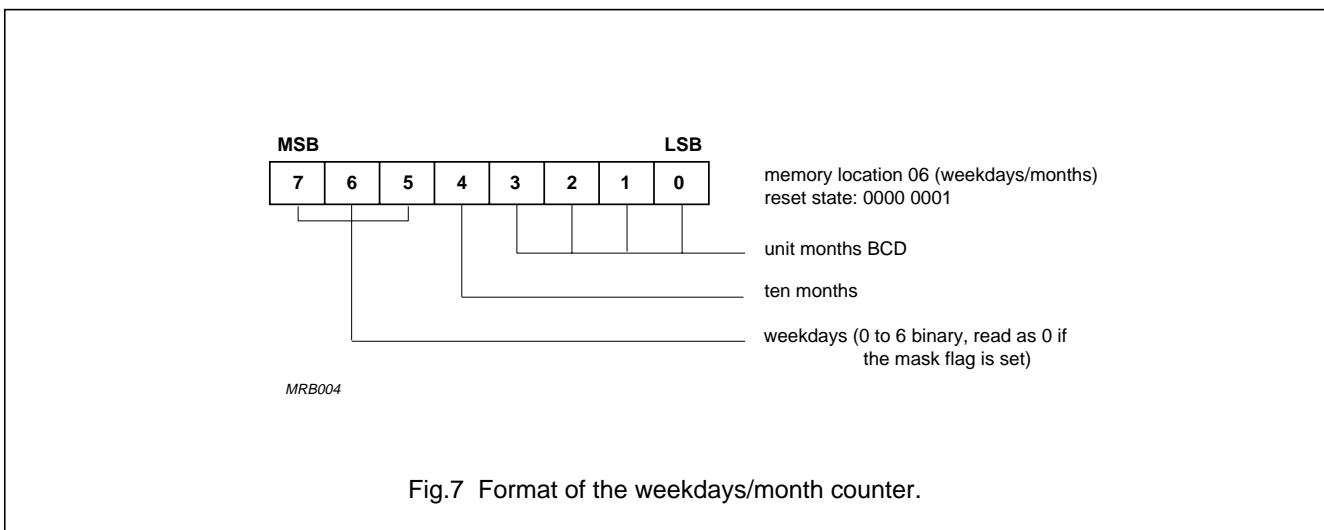 MSB LSB
7 6 5 4 3 2 1 0
memory location 06 (weekdays/months)
reset state: 0000 0001
unit months BCD
ten months
weekdays (0 to 6 binary, read as 0 if
the mask flag is set)
MRB004
Fig.7 Format of the weekdays/month counter.